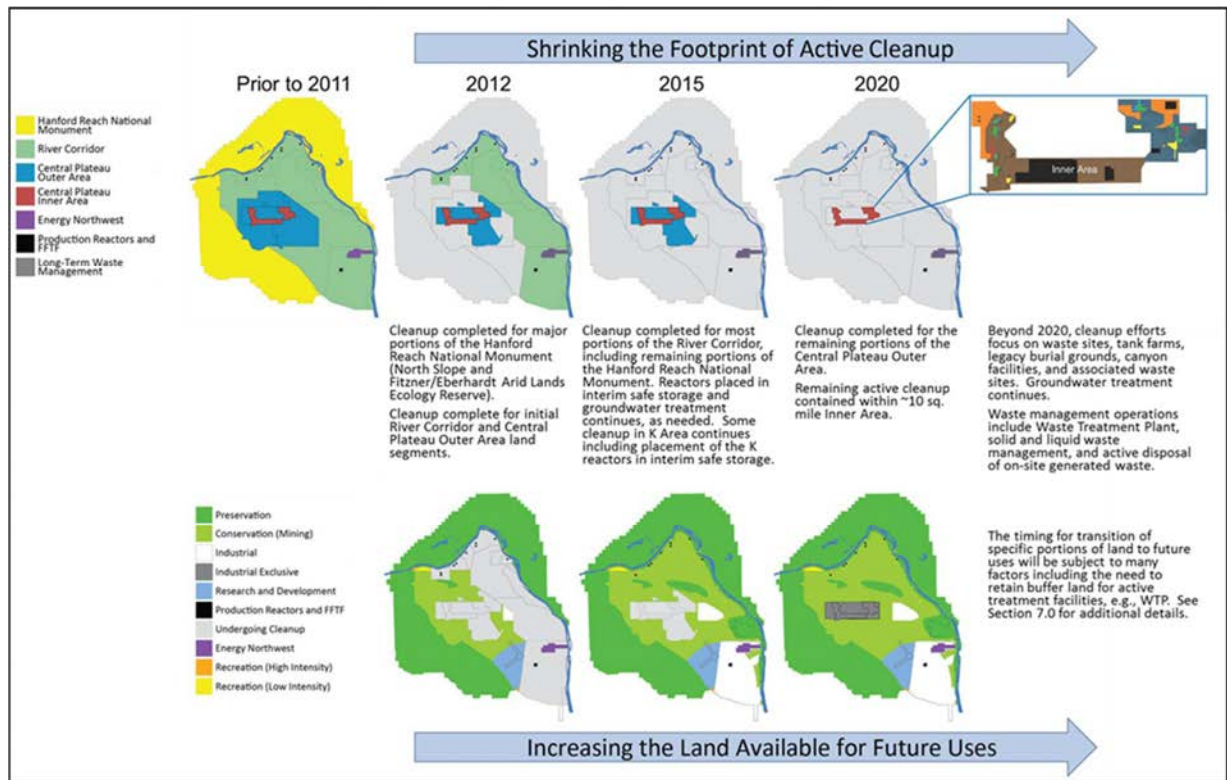 Shrinking the Footprint of Active Cleanup
Prior to 2011
2012
2015
2020
Hanford Reach National
Monument
River Corridor
Central Plateau
Outer Area
Central Plateau
Inner Area
Energy Northwest
Production Reactors and
FFTF
Long-Term Waste
Management
Inner Area
Cleanup completed for major
portions of the Hanford
Reach National Monument
(North Slope and
Fitzner/Eberhardt Arid Lands
Ecology Reserve).
Cleanup complete for initial
River Corridor and Central
Plateau Outer Area land
segments.
Cleanup completed for most
portions of the River Corridor,
including remaining portions of
the Hanford Reach National
Monument. Reactors placed in
interim safe storage and
groundwater treatment
continues, as needed. Some
cleanup in K Area continues
including placement of the K
reactors in interim safe storage.
Cleanup completed for the
remaining portions of the
Central Plateau Outer
Area.
Remaining active cleanup
contained within ~10 sq.
mile Inner Area.
Beyond 2020, cleanup efforts
focus on waste sites, tank farms,
legacy burial grounds, canyon
facilities, and associated waste
sites. Groundwater treatment
continues.
Waste management operations
include Waste Treatment Plant,
solid and liquid waste
management, and active disposal
of on-site generated waste.
Preservation
Conservation (Mining)
Industrial
Industrial Exclusive
Research and Development
Production Reactors and FFTF
Undergoing Cleanup
Energy Northwest
Recreation (High Intensity)
Recreation (Low Intensity)
The timing for transition of
specific portions of land to future
uses will be subject to many
factors including the need to
retain buffer land for active
treatment facilities, e.g., WTP. See
Section 7.0 for additional details.
Increasing the Land Available for Future Uses